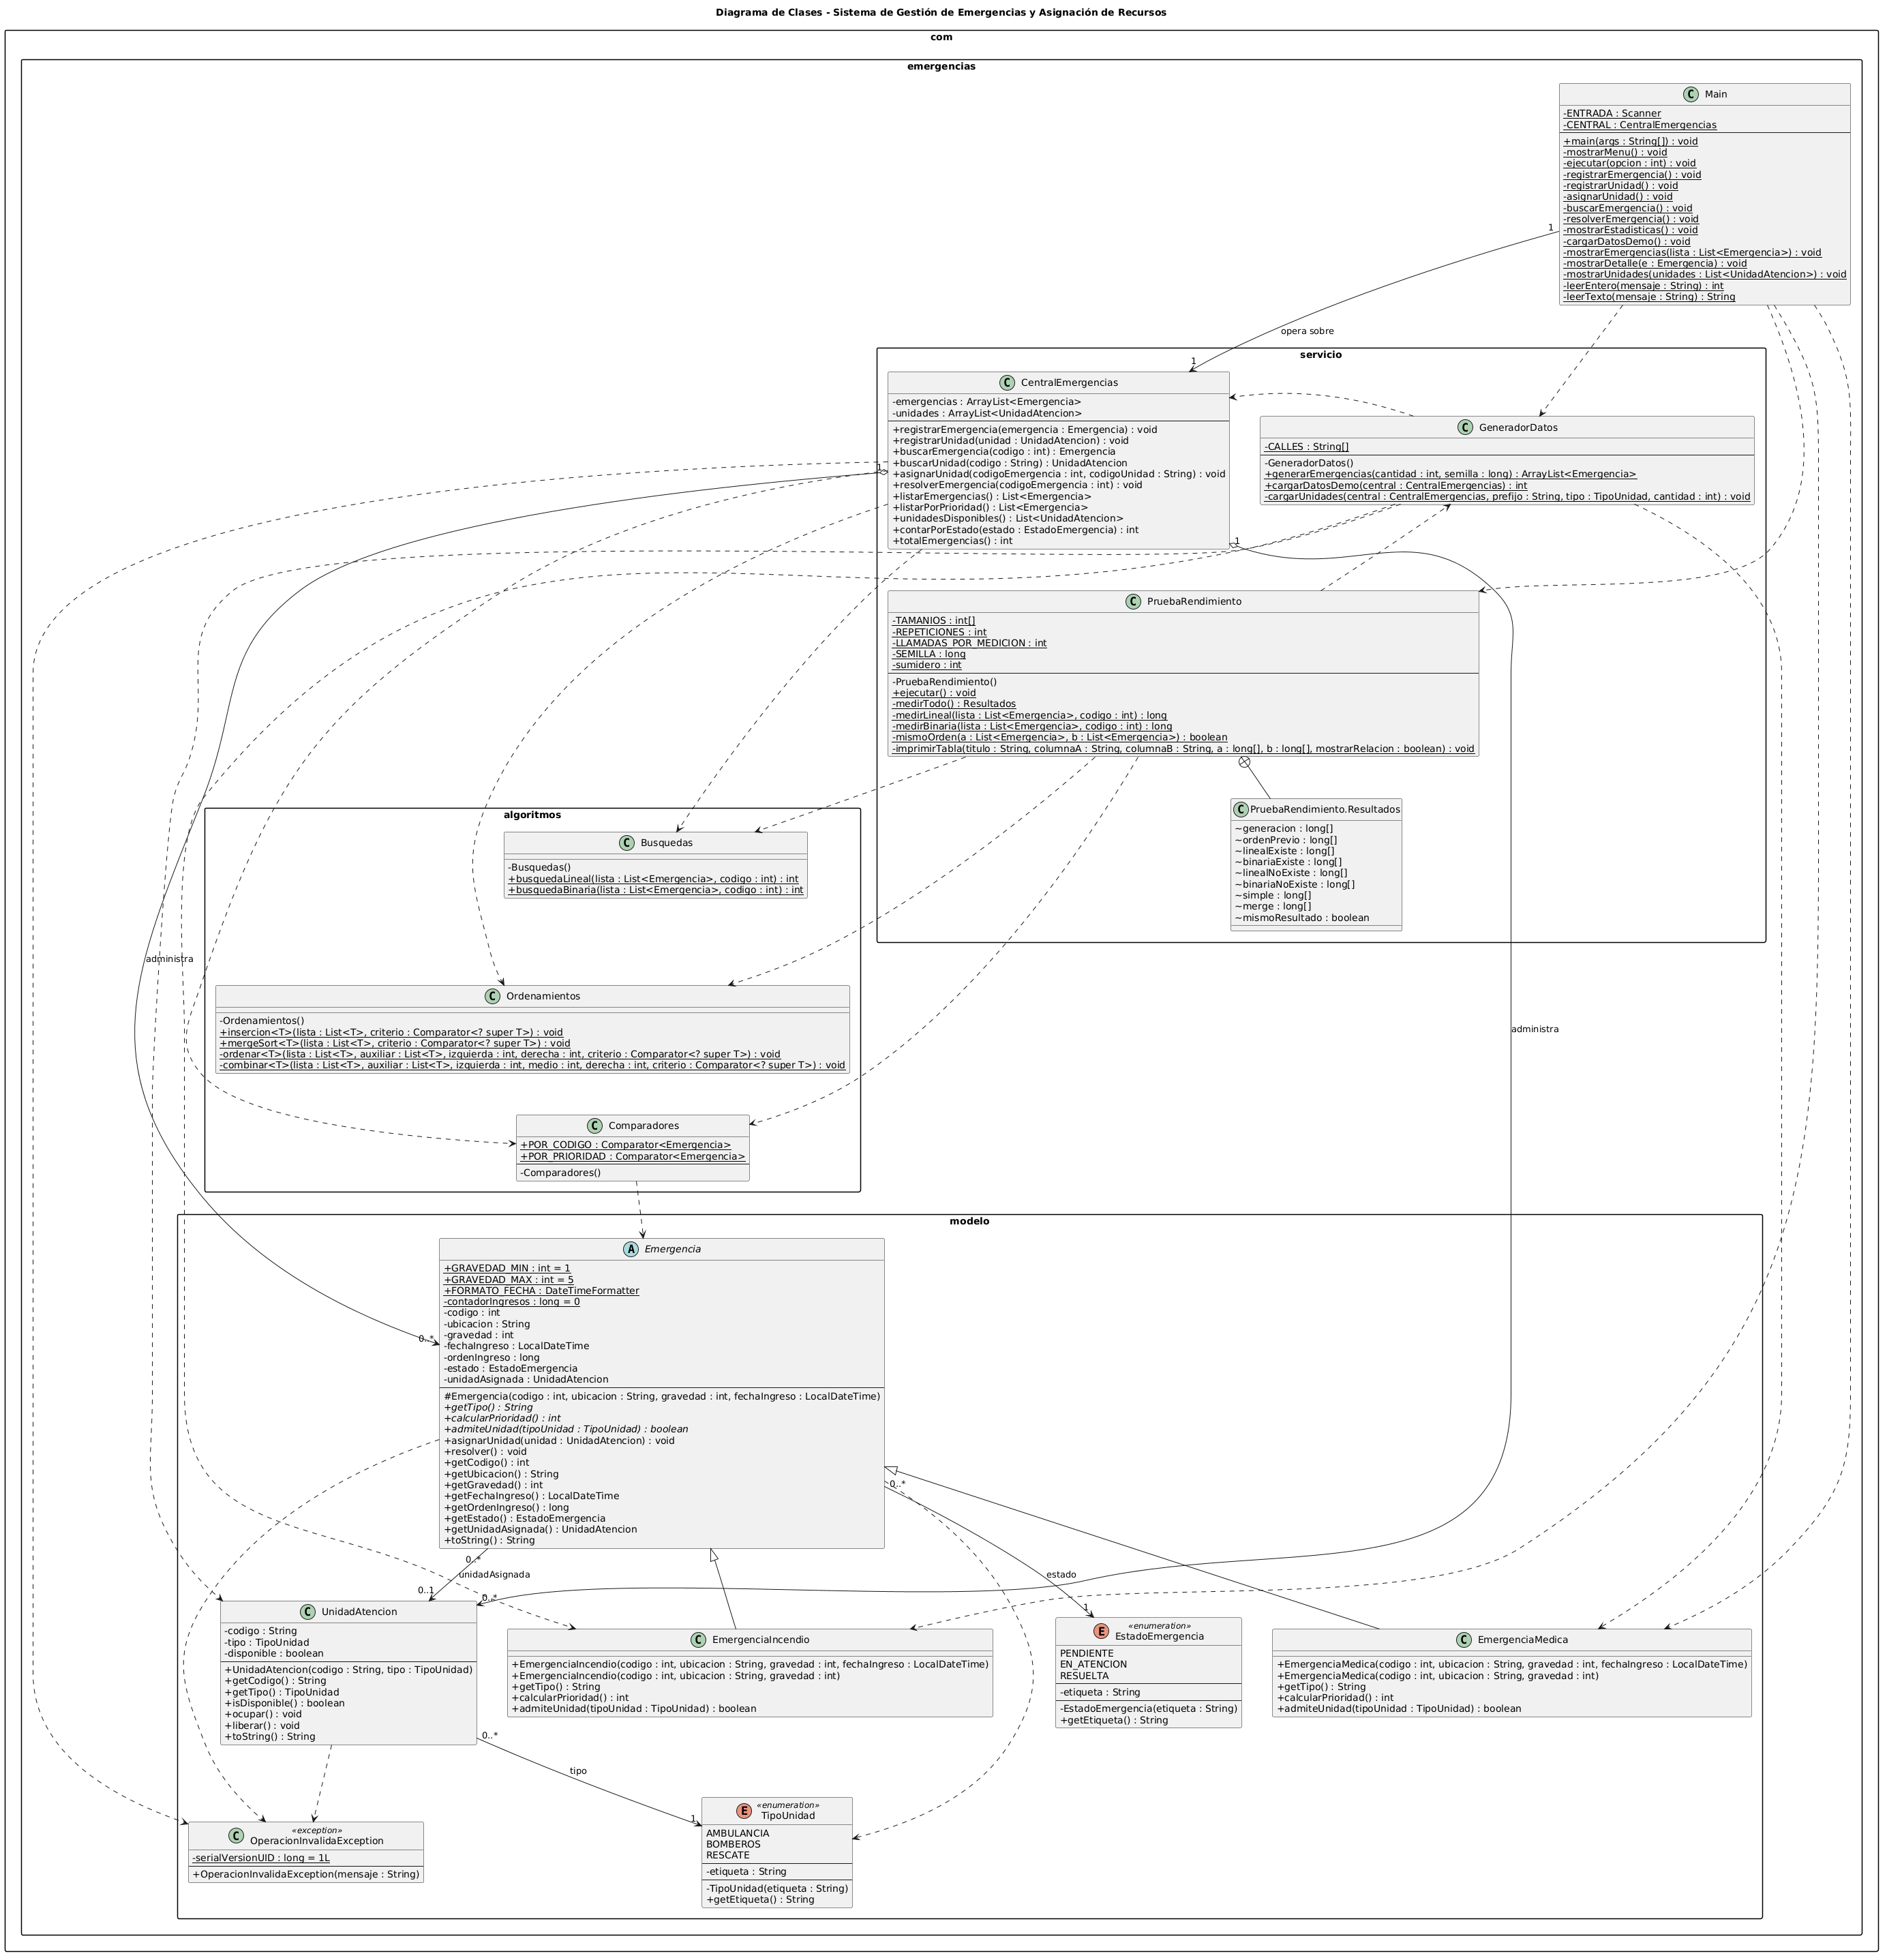 Diagrama de Clases - Sistema de Gestión de Emergencias y Asignación de Recursos
com
emergencias
C Main
-ENTRADA : Scanner
-CENTRAL : CentralEmergencias
+main(args : String[]) : void
-mostrarMenu() : void
-ejecutar(opcion : int) : void
-registrarEmergencia() : void
-registrarUnidad() : void
-asignarUnidad() : void
-buscarEmergencia() : void
-resolverEmergencia() : void
-mostrarEstadisticas() : void
-cargarDatosDemo() : void
-mostrarEmergencias(lista : List<Emergencia>) : void
-mostrarDetalle(e : Emergencia) : void
-mostrarUnidades(unidades : List<UnidadAtencion>) : void
-leerEntero(mensaje : String) : int
-leerTexto(mensaje : String) : String
1
opera sobre
1
servicio
C CentralEmergencias
-emergencias : ArrayList<Emergencia>
-unidades : ArrayList<UnidadAtencion>
+registrarEmergencia(emergencia : Emergencia) : void
+registrarUnidad(unidad : UnidadAtencion) : void
+buscarEmergencia(codigo : int) : Emergencia
+buscarUnidad(codigo : String) : UnidadAtencion
+asignarUnidad(codigoEmergencia : int, codigoUnidad : String) : void
+resolverEmergencia(codigoEmergencia : int) : void
+listarEmergencias() : List<Emergencia>
+listarPorPrioridad() : List<Emergencia>
+unidadesDisponibles() : List<UnidadAtencion>
+contarPorEstado(estado : EstadoEmergencia) : int
+totalEmergencias() : int
1
1
C GeneradorDatos
-CALLES : String[]
-GeneradorDatos()
+generarEmergencias(cantidad : int, semilla : long) : ArrayList<Emergencia>
+cargarDatosDemo(central : CentralEmergencias) : int
-cargarUnidades(central : CentralEmergencias, prefijo : String, tipo : TipoUnidad, cantidad : int) : void
C PruebaRendimiento
-TAMANIOS : int[]
-REPETICIONES : int
-LLAMADAS_POR_MEDICION : int
-SEMILLA : long
-sumidero : int
-PruebaRendimiento()
+ejecutar() : void
-medirTodo() : Resultados
-medirLineal(lista : List<Emergencia>, codigo : int) : long
-medirBinaria(lista : List<Emergencia>, codigo : int) : long
-mismoOrden(a : List<Emergencia>, b : List<Emergencia>) : boolean
-imprimirTabla(titulo : String, columnaA : String, columnaB : String, a : long[], b : long[], mostrarRelacion : boolean) : void
C PruebaRendimiento.Resultados
~generacion : long[]
~ordenPrevio : long[]
~linealExiste : long[]
~binariaExiste : long[]
~linealNoExiste : long[]
~binariaNoExiste : long[]
~simple : long[]
~merge : long[]
~mismoResultado : boolean
algoritmos
C Busquedas
-Busquedas()
+busquedaLineal(lista : List<Emergencia>, codigo : int) : int
+busquedaBinaria(lista : List<Emergencia>, codigo : int) : int
administra
C Ordenamientos
-Ordenamientos()
+insercion<T>(lista : List<T>, criterio : Comparator<? super T>) : void
+mergeSort<T>(lista : List<T>, criterio : Comparator<? super T>) : void
-ordenar<T>(lista : List<T>, auxiliar : List<T>, izquierda : int, derecha : int, criterio : Comparator<? super T>) : void
-combinar<T>(lista : List<T>, auxiliar : List<T>, izquierda : int, medio : int, derecha : int, criterio : Comparator<? super T>) : void
administra
C Comparadores
+POR_CODIGO : Comparator<Emergencia>
+POR_PRIORIDAD : Comparator<Emergencia>
-Comparadores()
modelo
A Emergencia
+GRAVEDAD_MIN : int = 1
+GRAVEDAD_MAX : int = 5
+FORMATO_FECHA : DateTimeFormatter
-contadorIngresos : long = 0
-codigo : int
-ubicacion : String
-gravedad : int
-fechaIngreso : LocalDateTime
-ordenIngreso : long
-estado : EstadoEmergencia
-unidadAsignada : UnidadAtencion
#Emergencia(codigo : int, ubicacion : String, gravedad : int, fechaIngreso : LocalDateTime)
+getTipo() : String
+calcularPrioridad() : int
+admiteUnidad(tipoUnidad : TipoUnidad) : boolean
+asignarUnidad(unidad : UnidadAtencion) : void
+resolver() : void
+getCodigo() : int
+getUbicacion() : String
+getGravedad() : int
+getFechaIngreso() : LocalDateTime
+getOrdenIngreso() : long
+getEstado() : EstadoEmergencia
+getUnidadAsignada() : UnidadAtencion
+toString() : String
0..*
0..*
0..*
unidadAsignada
estado
0..1
0..*
1
C UnidadAtencion
-codigo : String
-tipo : TipoUnidad
-disponible : boolean
+UnidadAtencion(codigo : String, tipo : TipoUnidad)
+getCodigo() : String
+getTipo() : TipoUnidad
+isDisponible() : boolean
+ocupar() : void
+liberar() : void
+toString() : String
C EmergenciaIncendio
+EmergenciaIncendio(codigo : int, ubicacion : String, gravedad : int, fechaIngreso : LocalDateTime)
+EmergenciaIncendio(codigo : int, ubicacion : String, gravedad : int)
+getTipo() : String
+calcularPrioridad() : int
+admiteUnidad(tipoUnidad : TipoUnidad) : boolean
E «enumeration»
EstadoEmergencia
PENDIENTE
EN_ATENCION
RESUELTA
-etiqueta : String
-EstadoEmergencia(etiqueta : String)
+getEtiqueta() : String
C EmergenciaMedica
+EmergenciaMedica(codigo : int, ubicacion : String, gravedad : int, fechaIngreso : LocalDateTime)
+EmergenciaMedica(codigo : int, ubicacion : String, gravedad : int)
+getTipo() : String
+calcularPrioridad() : int
+admiteUnidad(tipoUnidad : TipoUnidad) : boolean
0..*
tipo
1
C «exception»
OperacionInvalidaException
-serialVersionUID : long = 1L
+OperacionInvalidaException(mensaje : String)
E «enumeration»
TipoUnidad
AMBULANCIA
BOMBEROS
RESCATE
-etiqueta : String
-TipoUnidad(etiqueta : String)
+getEtiqueta() : String